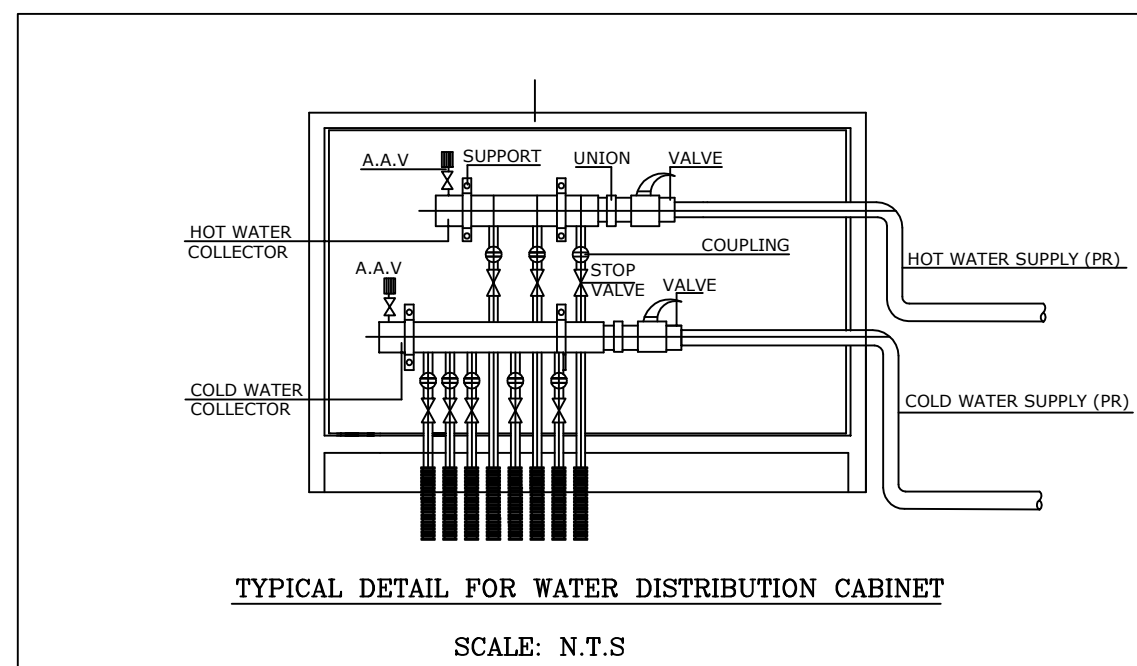 A.A.V
SUPPORT
UNION
VALVE
HOT WATER
COLLECTOR
COUPLING
HOT WATER SUPPLY (PR)
A.A.V
STOP
VALVE
VALVE
COLD WATER
COLLECTOR
COLD WATER SUPPLY (PR)
TYPICAL DETAIL FOR WATER DISTRIBUTION CABINET
SCALE: N.T.S